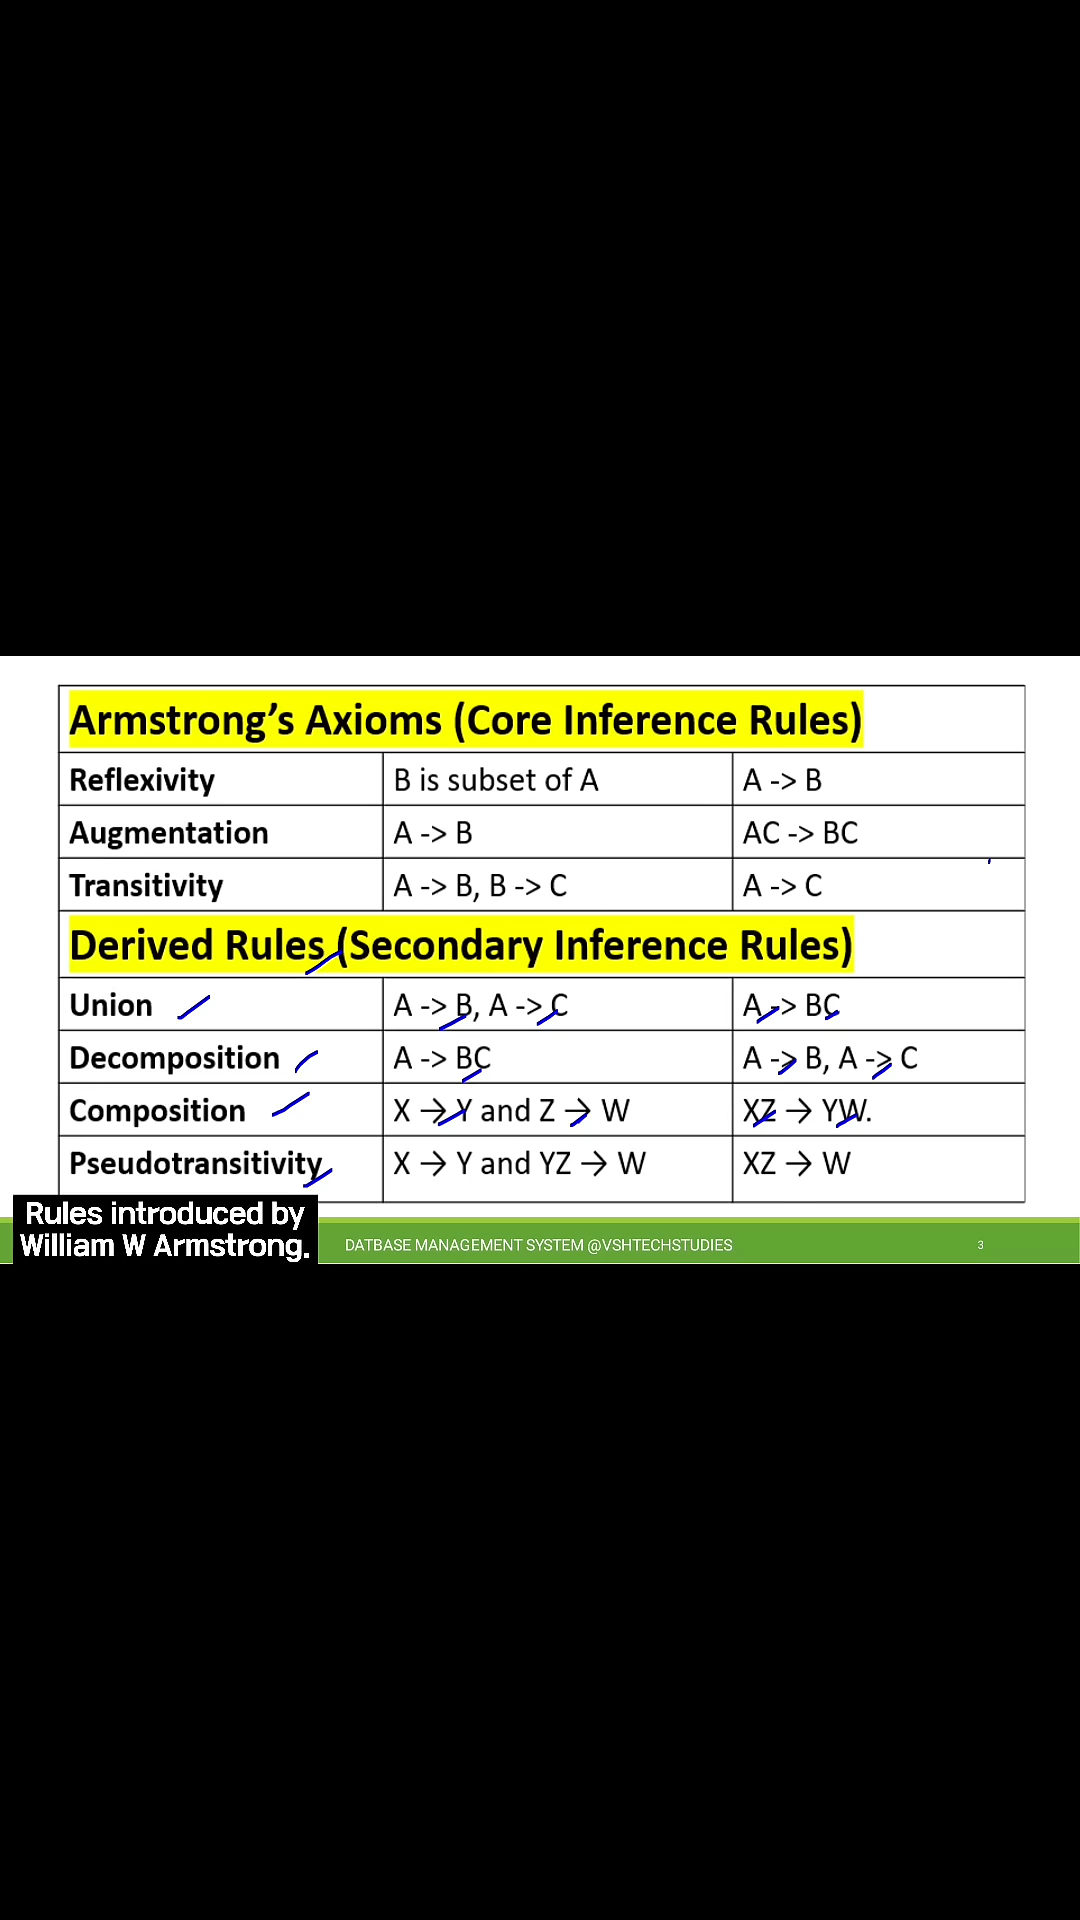 Armstrong’s Axioms (Core Inference Rules)
Reflexivity B is subset of A A -> B
Augmentation A -> B AC -> BC
Transitivity A -> B, B -> C A -> C
Derived Rules (Secondary Inference Rules)
Union A -> B, A -> C A -> BC
Decomposition A -> BC A -> B, A -> C
Composition X → Y and Z → W XZ → YW.
Pseudotransitivity X → Y and YZ → W XZ → W
Rules introduced by
William W Armstrong.
DATBASE MANAGEMENT SYSTEM @VSHTECHSTUDIES 3